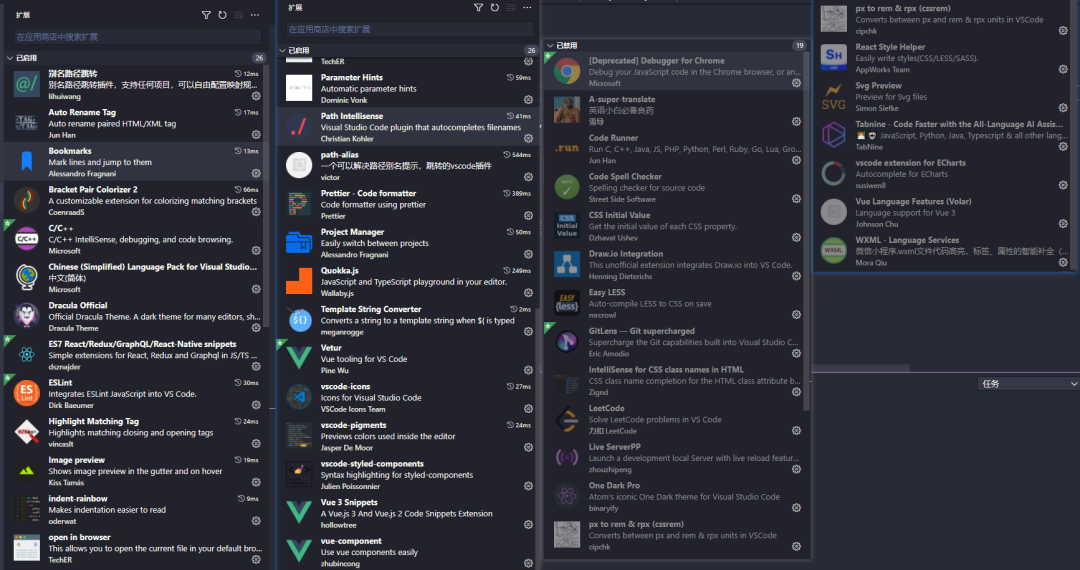 扩展
在应用商店中搜索扩展
已启用
26
@/
别名路径跳转
12ms
别名路径跳转插件，支持任何项目，可以自由配置映射规...
lihuiwang
Auto Rename Tag
17ms
Auto rename paired HTML/XML tag
Jun Han
Bookmarks
13ms
Mark lines and jump to them
Alessandro Fragnani
Bracket Pair Colorizer 2
66ms
A customizable extension for colorizing matching brackets
CoenraadS
C/C++
C/C++
C/C++ IntelliSense, debugging, and code browsing.
Microsoft
Chinese (Simplified) Language Pack for Visual Studio...
中文(简体)
Microsoft
Dracula Official
Official Dracula Theme. A dark theme for many editors, sh...
Dracula Theme
ES7 React/Redux/GraphQL/React-Native snippets
Simple extensions for React, Redux and Graphql in JS/TS ...
dsznajder
ES
Lint
ESLint
30ms
Integrates ESLint JavaScript into VS Code.
Dirk Baeumer
Highlight Matching Tag
24ms
Highlights matching closing and opening tags
vincaslt
Image preview
19ms
Shows image preview in the gutter and on hover
Kiss Tamás
indent-rainbow
9ms
Makes indentation easier to read
oderwat
open in browser
This allows you to open the current file in your default bro...
TechER
扩展
在应用商店中搜索扩展
已启用
26
TechER
Parameter Hints
59ms
Automatic parameter hints
Dominic Vonk
./
Path Intellisense
41ms
Visual Studio Code plugin that autocompletes filenames
Christian Kohler
path-alias
544ms
一个可以解决路径别名提示，跳转的vscode插件
victor
Prettier - Code formatter
389ms
Code formatter using prettier
Prettier
Project Manager
50ms
Easily switch between projects
Alessandro Fragnani
Quokka.js
249ms
JavaScript and TypeScript playground in your editor.
Wallaby.js
Template String Converter
2ms
Converts a string to a template string when ${ is typed
meganrogge
Vetur
Vue tooling for VS Code
Pine Wu
vscode-icons
27ms
Icons for Visual Studio Code
VSCode Icons Team
vscode-pigments
24ms
Previews colors used inside the editor
Jasper De Moor
vscode-styled-components
Syntax highlighting for styled-components
Julien Poissonnier
Vue 3 Snippets
A Vue.js 3 And Vue.js 2 Code Snippets Extension
hollowtree
vue-component
Use vue components easily
zhubincong
已禁用
19
[Deprecated] Debugger for Chrome
Debug your JavaScript code in the Chrome browser, or an...
Microsoft
A-super-translate
英语小白必备良药
雪导
.run
Code Runner
Run C, C++, Java, JS, PHP, Python, Perl, Ruby, Go, Lua, Gro...
Jun Han
Code Spell Checker
Spelling checker for source code
Street Side Software
CSS
Initial
Value
CSS Initial Value
Get the initial value of each CSS property.
Dzhavat Ushev
Draw.io Integration
This unofficial extension integrates Draw.io into VS Code.
Henning Dieterichs
EASY
{less}
Easy LESS
Auto-compile LESS to CSS on save
mrcrowl
GitLens — Git supercharged
Supercharge the Git capabilities built into Visual Studio C...
Eric Amodio
IntelliSense for CSS class names in HTML
CSS class name completion for the HTML class attribute b...
Zignd
LeetCode
Solve LeetCode problems in VS Code
力扣 LeetCode
Live ServerPP
Launch a development local Server with live reload featur...
zhouzhipeng
One Dark Pro
Atom's iconic One Dark theme for Visual Studio Code
binaryify
px to rem & rpx (cssrem)
Converts between px and rem & rpx units in VSCode
cipchk
px to rem & rpx (cssrem)
Converts between px and rem & rpx units in VSCode
cipchk
SH
React Style Helper
Easily write styles(CSS/LESS/SASS).
AppWorks Team
SVG
Svg Preview
Preview for Svg files
Simon Siefke
Tabnine - Code Faster with the All-Language AI Assis...
JavaScript, Python, Java, Typescript & all other lang...
TabNine
vscode extension for ECharts
Autocomplete for ECharts
susiwen8
Vue Language Features (Volar)
Language support for Vue 3
Johnson Chu
WXML
WXML - Language Services
微信小程序.wxml文件代码高亮、标签、属性的智能补全（...
Mora Qiu
任务